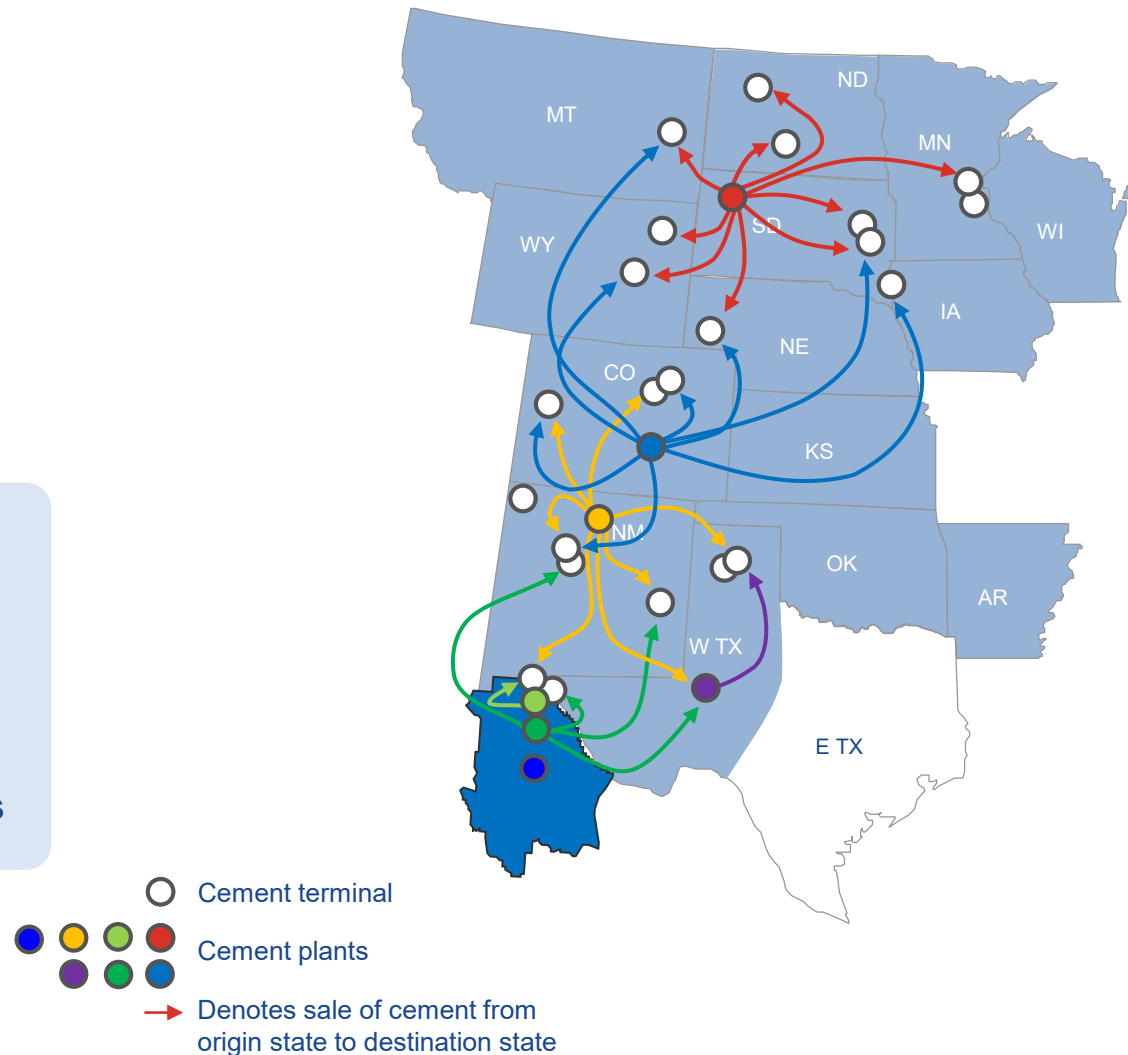 ND
MT
MN
SD
WI
WY
IA
NE
CO
KS
NM
OK
AR
W TX
E TX
s
Cement terminal
Cement plants
Denotes sale of cement from
origin state to destination state